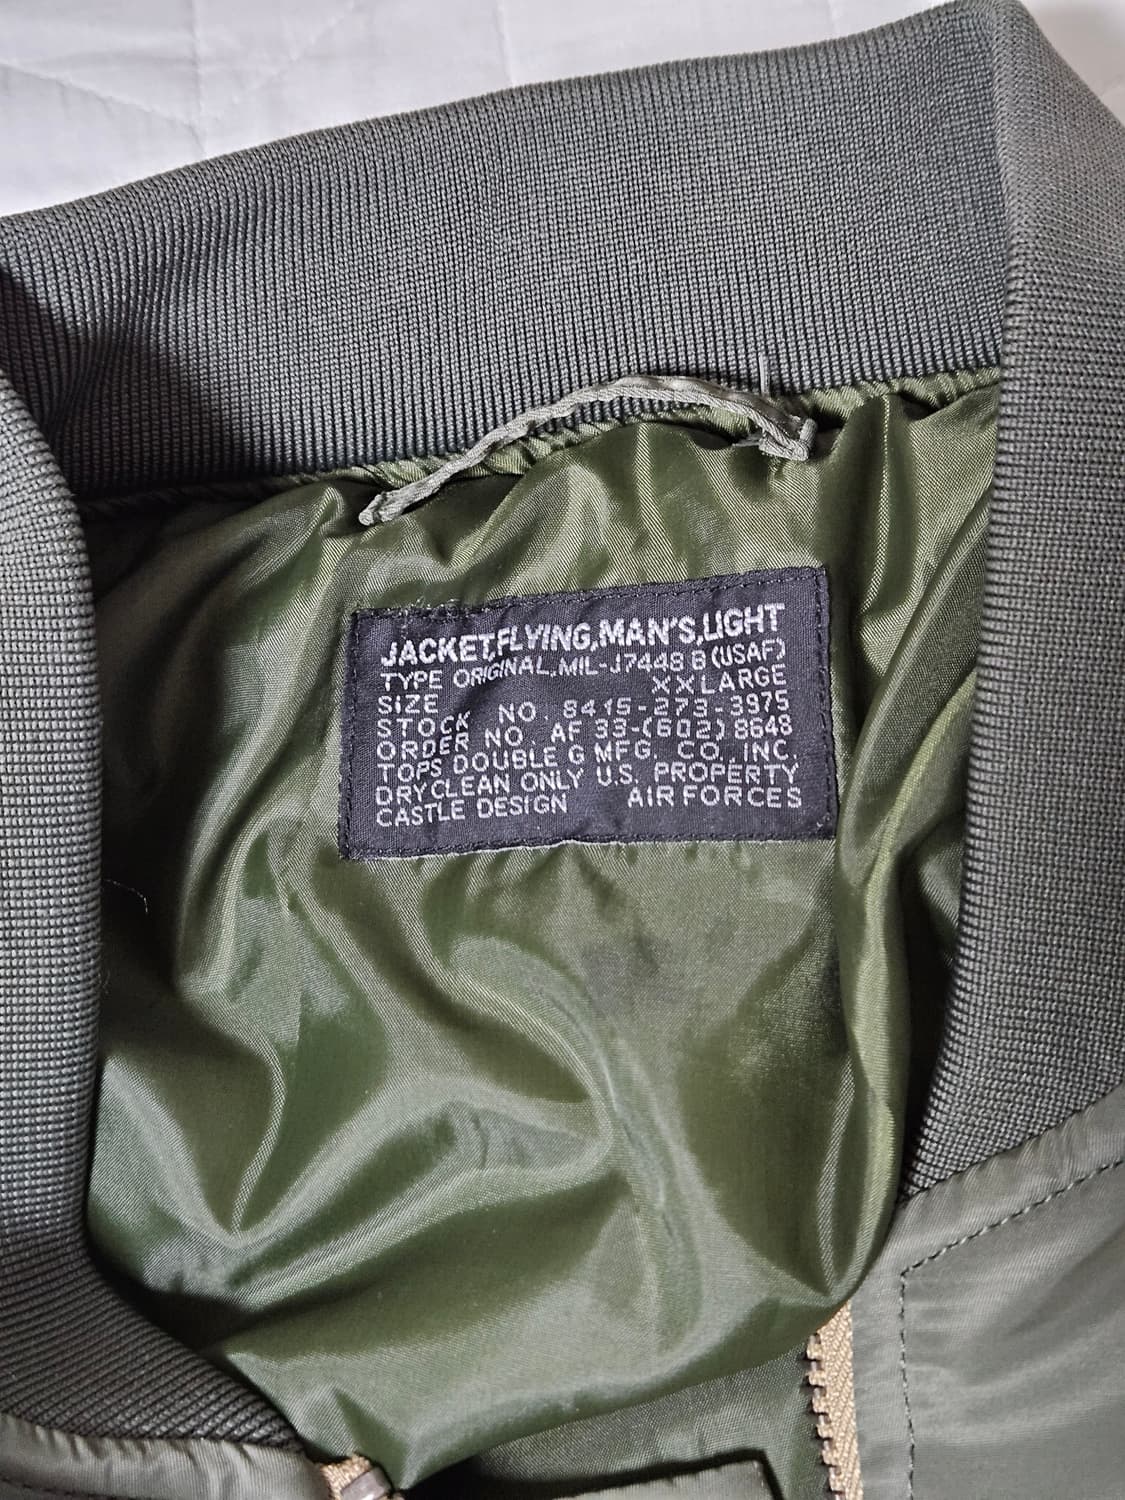 JACKET,FLYING,MAN'S,LIGHT
TYPE ORIGINAL,MIL-J7448 B (USAF)
SIZE XXLARGE
STOCK NO. 8415-273-3975
ORDER NO. AF 33-(602) 8648
TOPS DOUBLE G MFG. CO. INC.
DRYCLEAN ONLY U.S. PROPERTY
CASTLE DESIGN AIR FORCES